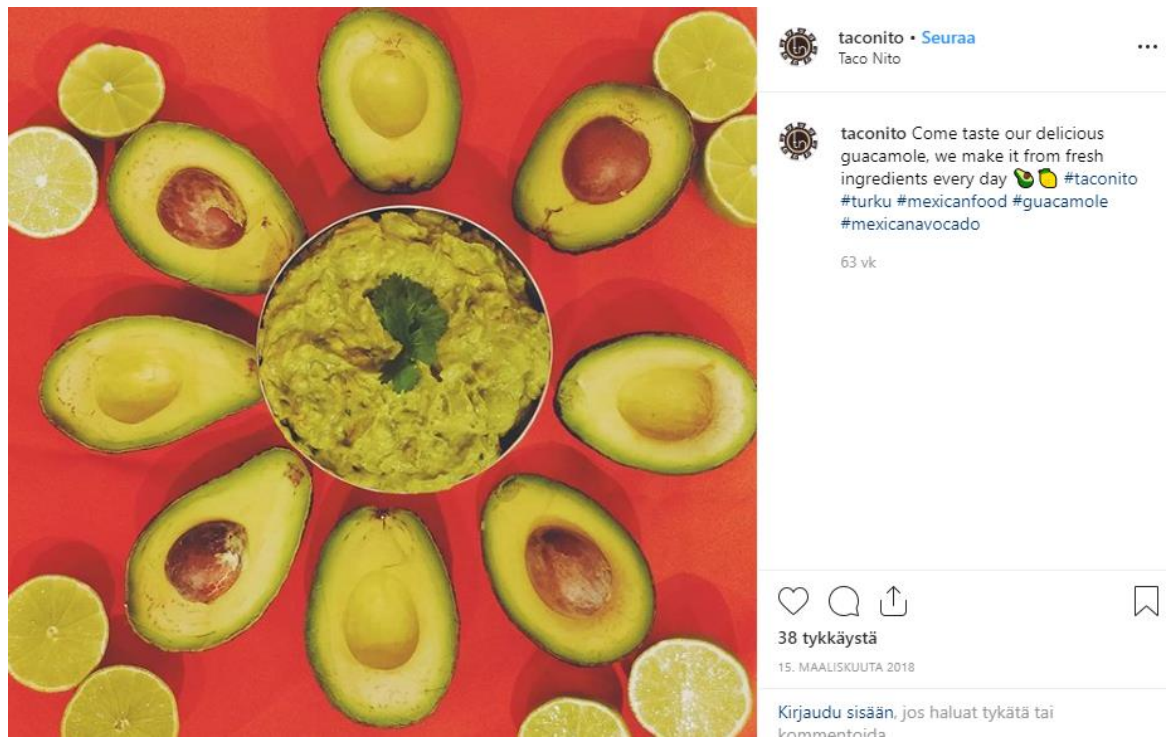 taconito • Seuraa
Taco Nito
taconito Come taste our delicious
guacamole, we make it from fresh
ingredients every day 🥑🍋 #taconito
#turku #mexicanfood #guacamole
#mexicanavocado
63 vk
38 tykkäystä
15. MAALISKUUTA 2018
Kirjaudu sisään, jos haluat tykätä tai
kommentoida